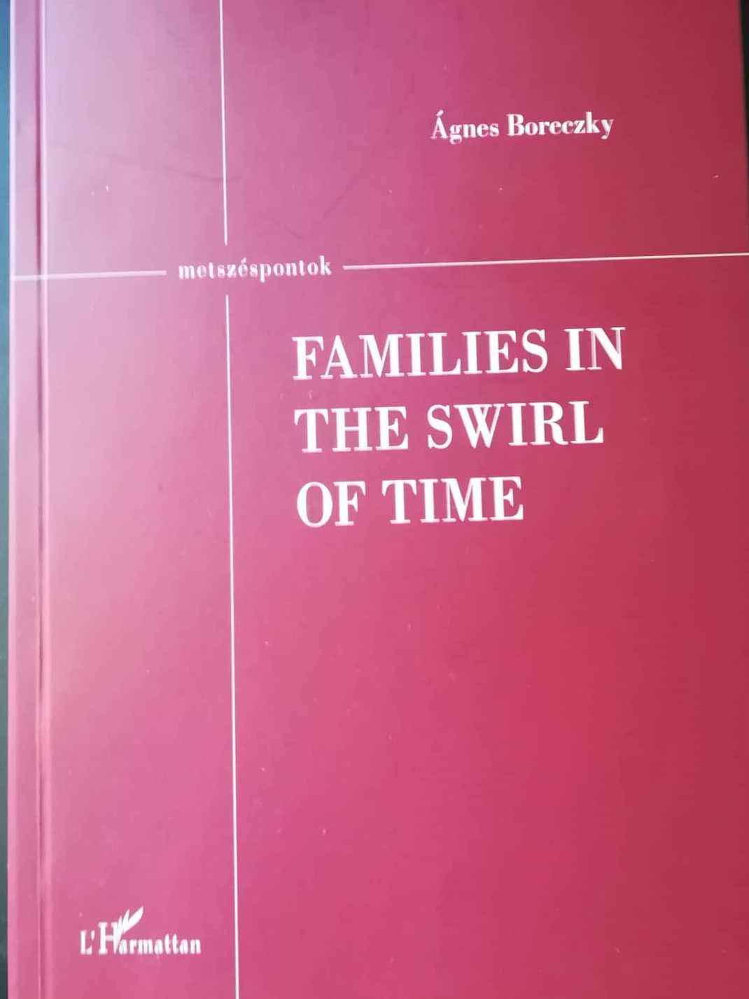 Ágnes Boreczky
metszéspontok
FAMILIES IN
THE SWIRL
OF TIME
L'Harmattan